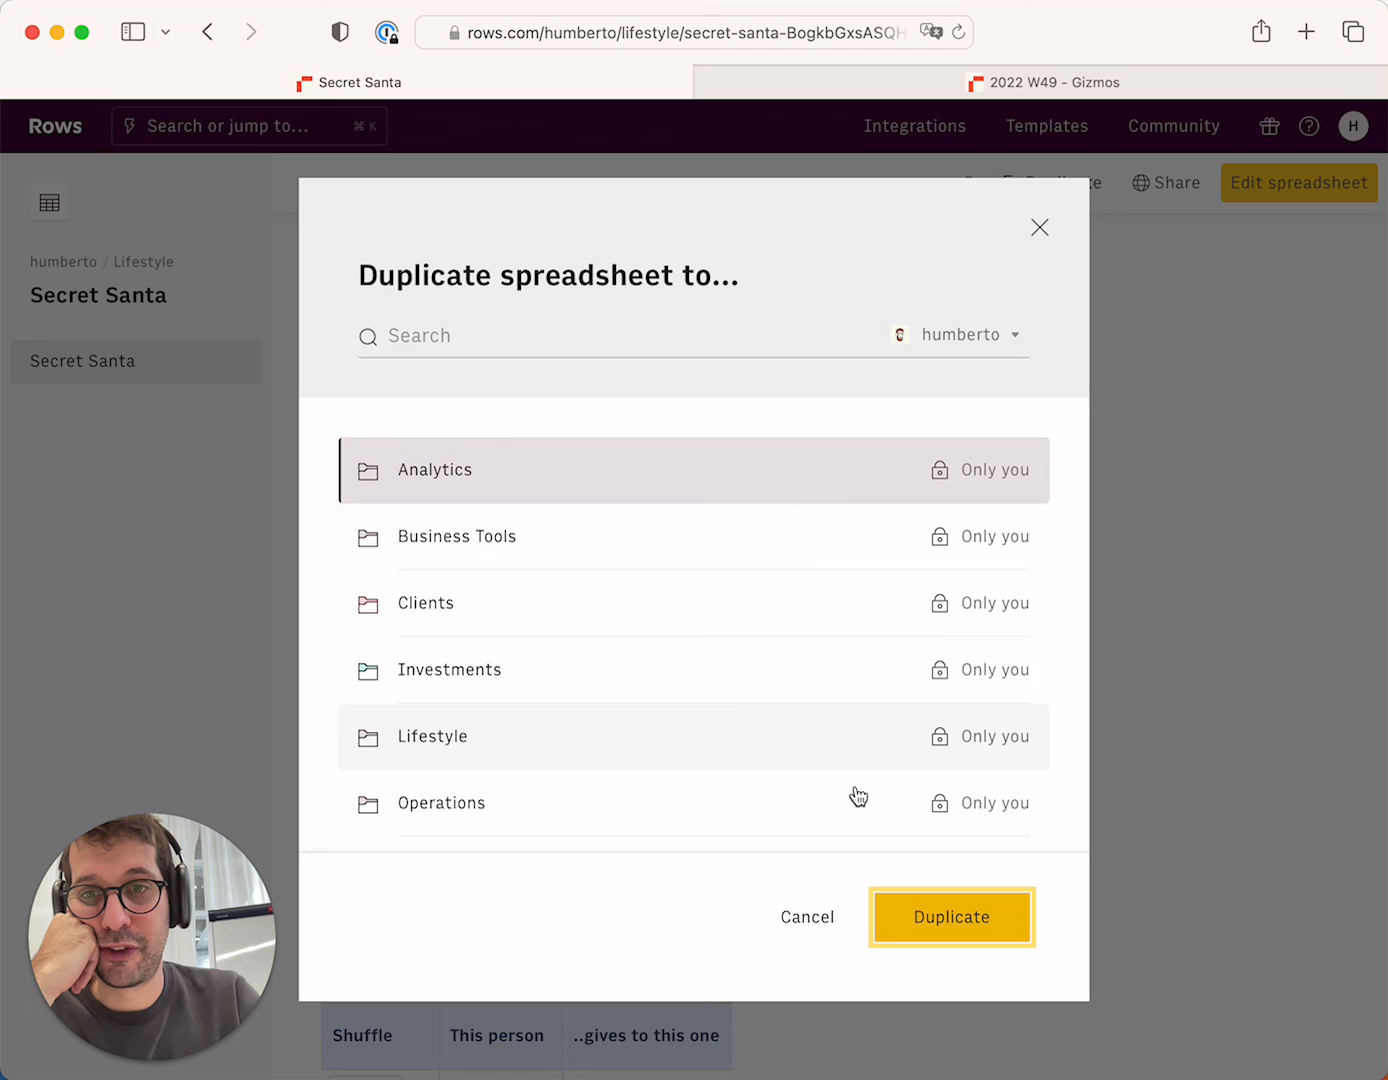 rows.com/humberto/lifestyle/secret-santa-BogkbGxsASQH
Secret Santa
2022 W49 - Gizmos
Rows
Search or jump to...
⌘ K
Integrations
Templates
Community
H
Share
Edit spreadsheet
humberto / Lifestyle
Secret Santa
Secret Santa
Duplicate spreadsheet to...
Search
humberto
Analytics
Only you
Business Tools
Only you
Clients
Only you
Investments
Only you
Lifestyle
Only you
Operations
Only you
Cancel
Duplicate
Shuffle
This person
..gives to this one